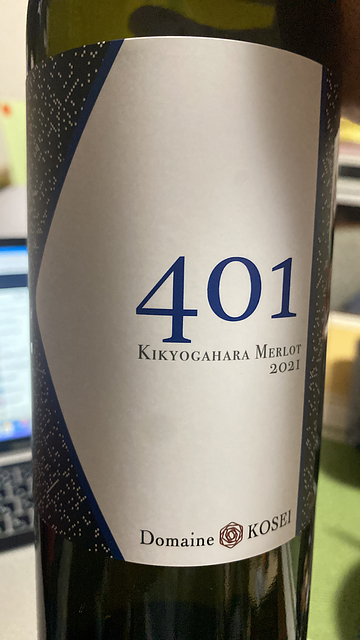 401
KIKYOGAHARA MERLOT
2021
Domaine KOSEI